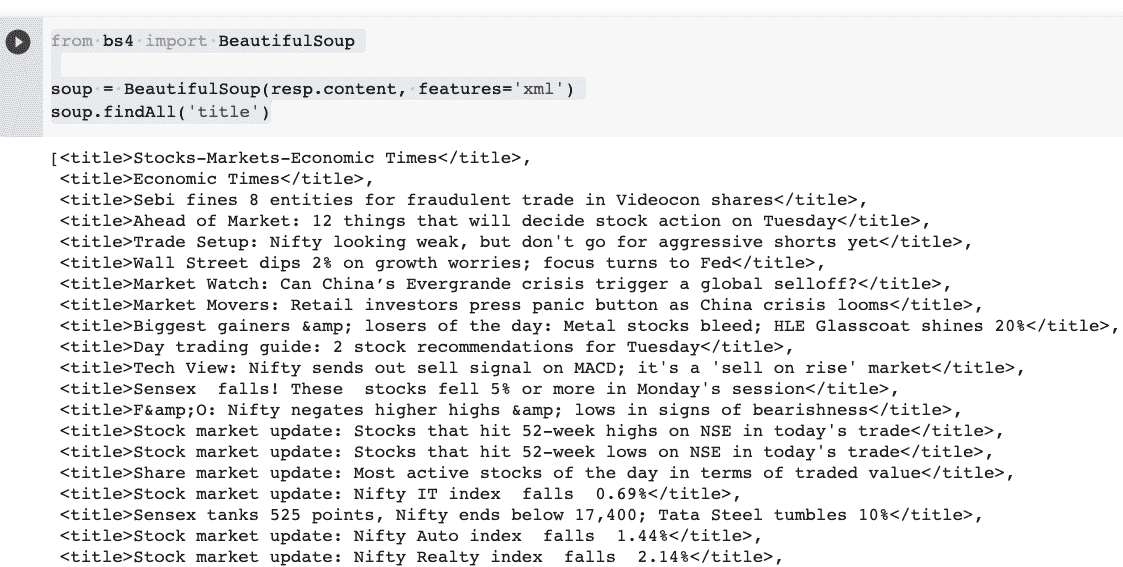 from bs4 import BeautifulSoup
soup = BeautifulSoup(resp.content, features='xml')
soup.findAll('title')
[<title>Stocks-Markets-Economic Times</title>,
<title>Economic Times</title>,
<title>Sebi fines 8 entities for fraudulent trade in Videocon shares</title>,
<title>Ahead of Market: 12 things that will decide stock action on Tuesday</title>,
<title>Trade Setup: Nifty looking weak, but don't go for aggressive shorts yet</title>,
<title>Wall Street dips 2% on growth worries; focus turns to Fed</title>,
<title>Market Watch: Can China’s Evergrande crisis trigger a global selloff?</title>,
<title>Market Movers: Retail investors press panic button as China crisis looms</title>,
<title>Biggest gainers &amp; losers of the day: Metal stocks bleed; HLE Glasscoat shines 20%</title>,
<title>Day trading guide: 2 stock recommendations for Tuesday</title>,
<title>Tech View: Nifty sends out sell signal on MACD; it's a 'sell on rise' market</title>,
<title>Sensex  falls! These  stocks fell 5% or more in Monday's session</title>,
<title>F&amp;O: Nifty negates higher highs &amp; lows in signs of bearishness</title>,
<title>Stock market update: Stocks that hit 52-week highs on NSE in today's trade</title>,
<title>Stock market update: Stocks that hit 52-week lows on NSE in today's trade</title>,
<title>Share market update: Most active stocks of the day in terms of traded value</title>,
<title>Stock market update: Nifty IT index  falls  0.69%</title>,
<title>Sensex tanks 525 points, Nifty ends below 17,400; Tata Steel tumbles 10%</title>,
<title>Stock market update: Nifty Auto index  falls  1.44%</title>,
<title>Stock market update: Nifty Realty index  falls  2.14%</title>,